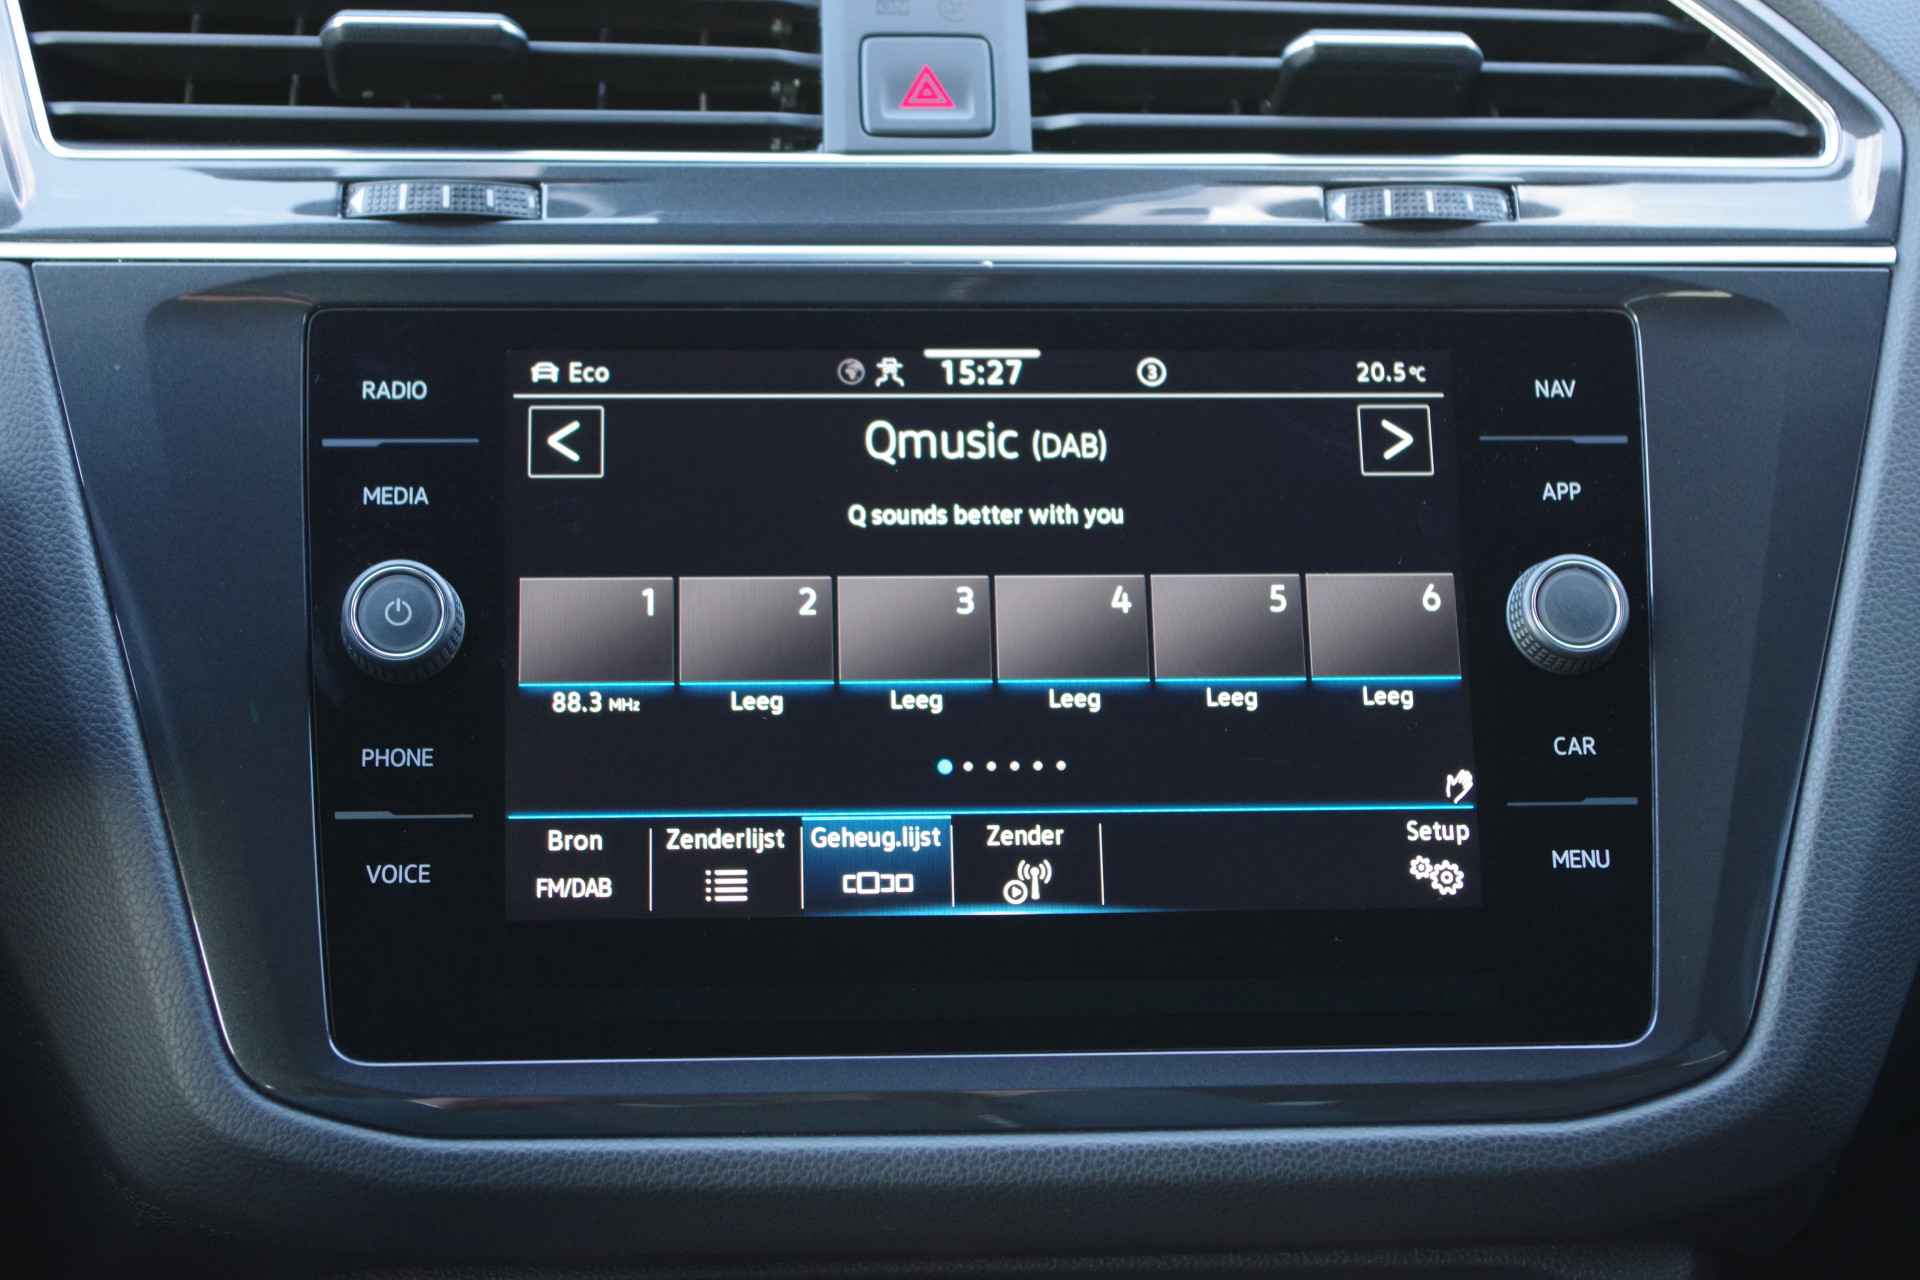 RADIO
MEDIA
PHONE
VOICE
Eco
15:27
3
20.5°C
<
Qmusic (DAB)
>
Q sounds better with you
1
2
3
4
5
6
88.3 MHz
Leeg
Leeg
Leeg
Leeg
Leeg
Bron
FM/DAB
Zenderlijst
Geheug.lijst
Zender
Setup
NAV
APP
CAR
MENU